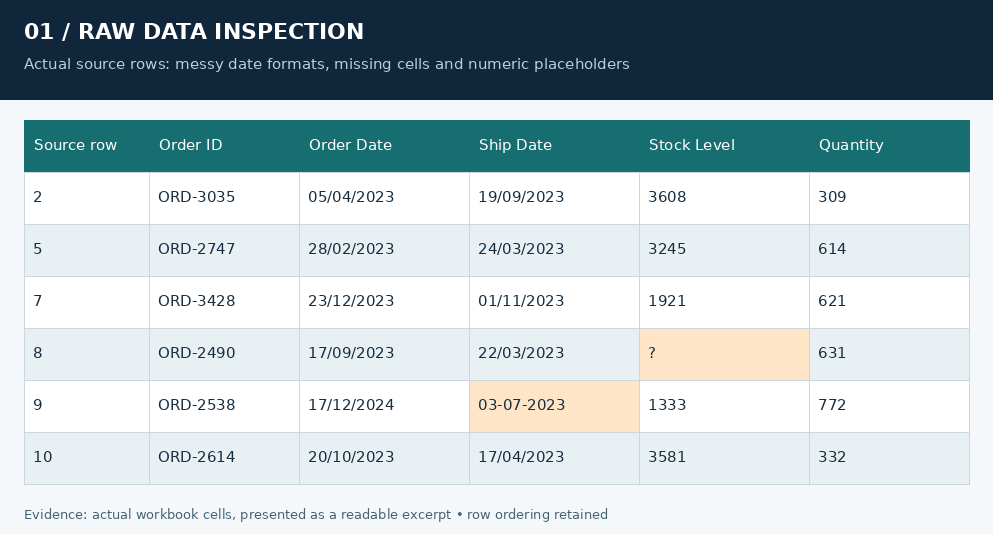 01 / RAW DATA INSPECTION
Actual source rows: messy date formats, missing cells and numeric placeholders
Source row Order ID Order Date Ship Date Stock Level Quantity
2 ORD-3035 05/04/2023 19/09/2023 3608 309
5 ORD-2747 28/02/2023 24/03/2023 3245 614
7 ORD-3428 23/12/2023 01/11/2023 1921 621
8 ORD-2490 17/09/2023 22/03/2023 ? 631
9 ORD-2538 17/12/2024 03-07-2023 1333 772
10 ORD-2614 20/10/2023 17/04/2023 3581 332
Evidence: actual workbook cells, presented as a readable excerpt • row ordering retained